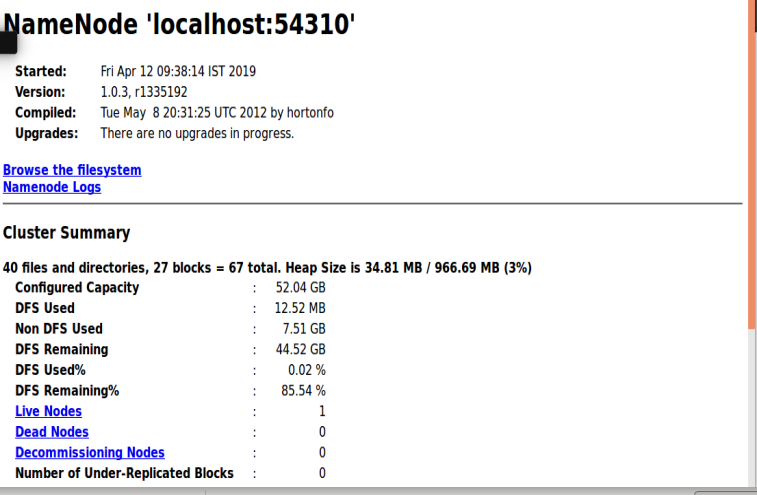 NameNode 'localhost:54310'
Started: Fri Apr 12 09:38:14 IST 2019
Version: 1.0.3, r1335192
Compiled: Tue May 8 20:31:25 UTC 2012 by hortonfo
Upgrades: There are no upgrades in progress.
Browse the filesystem
Namenode Logs
Cluster Summary
40 files and directories, 27 blocks = 67 total. Heap Size is 34.81 MB / 966.69 MB (3%)
Configured Capacity : 52.04 GB
DFS Used : 12.52 MB
Non DFS Used : 7.51 GB
DFS Remaining : 44.52 GB
DFS Used% : 0.02 %
DFS Remaining% : 85.54 %
Live Nodes : 1
Dead Nodes : 0
Decommissioning Nodes : 0
Number of Under-Replicated Blocks : 0